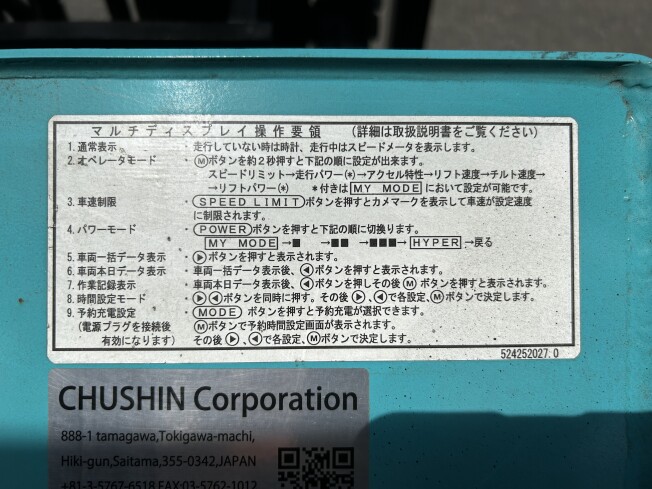 マルチディスプレイ操作要領 (詳細は取扱説明書をご覧ください)
1.通常表示 ・走行していない時は時計、走行中はスピードメータを表示します。
2.オペレータモード ・Ⓜボタンを約2秒押すと下記の順に設定が出来ます。
スピードリミット→走行パワー(*)→アクセル特性→リフト速度→チルト速度→
→リフトパワー(*) *付きは MY MODE において設定が可能です。
3.車速制限 ・SPEED LIMITボタンを押すとカメマークを表示して車速が設定速度
に制限されます。
4.パワーモード ・POWERボタンを押すと下記の順に切換ります。
MY MODE→■ →■■ →■■■→HYPER→戻る
5.車両一括データ表示 ・▶ボタンを押すと表示されます。
6.車両本日データ表示 ・車両一括データ表示後、◀ボタンを押すと表示されます。
7.作業記録表示 ・車両本日データ表示後、◀ボタンを押しその後Ⓜボタンを押すと表示されます。
8.時間設定モード ・▶◀ボタンを同時に押す。その後▶、◀で各設定、Ⓜボタンで決定します。
9.予約充電設定 ・MODE ボタンを押すと予約充電が選択できます。
(電源プラグを接続後 Ⓜボタンで予約時間設定画面が表示されます。
有効になります) その後▶、◀で各設定、Ⓜボタンで決定します。
524252027.0
CHUSHIN Corporation
888-1 tamagawa,Tokigawa-machi,
Hiki-gun,Saitama,355-0342,JAPAN
+81-3-5767-6518 FAX:03-5762-1012